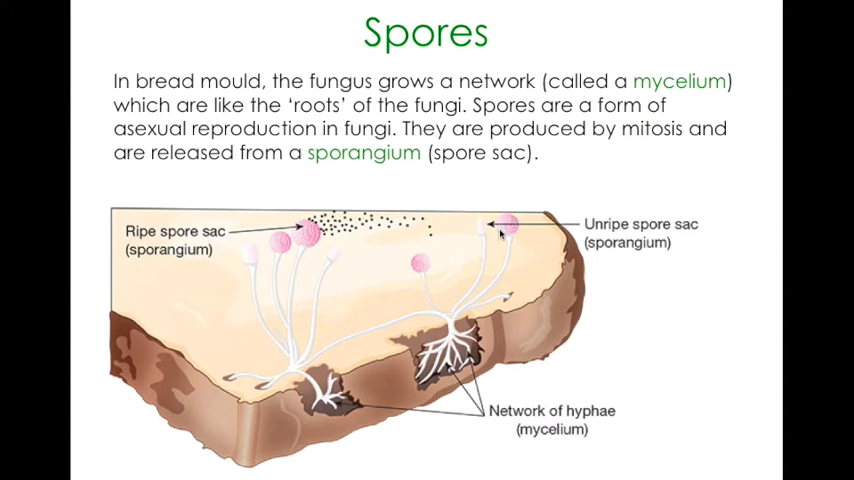 Spores
In bread mould, the fungus grows a network (called a mycelium)
which are like the ‘roots’ of the fungi. Spores are a form of
asexual reproduction in fungi. They are produced by mitosis and
are released from a sporangium (spore sac).
Ripe spore sac
(sporangium)
Unripe spore sac
(sporangium)
Network of hyphae
(mycelium)